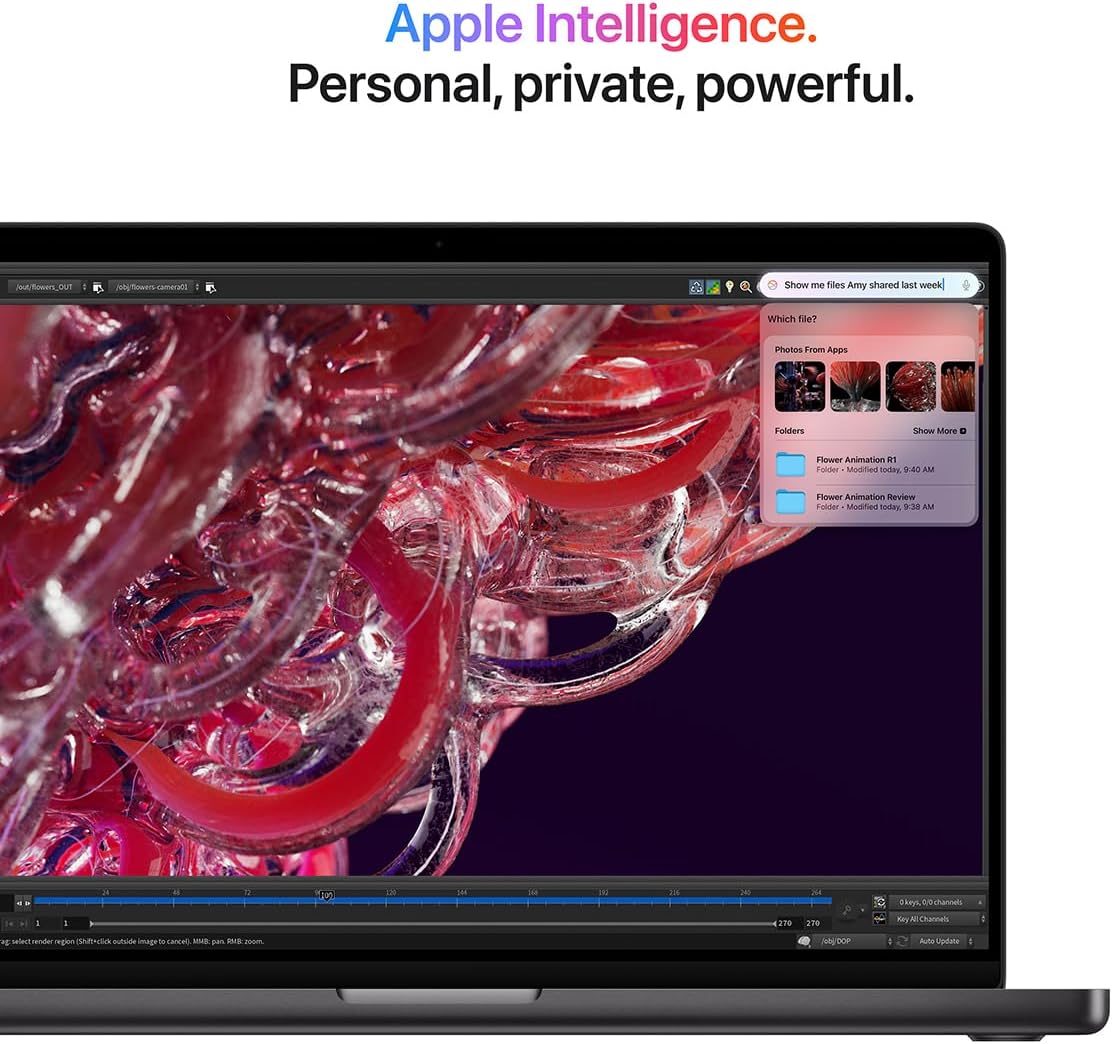 Apple Intelligence.
Personal, private, powerful.
/out/flowers_OUT
/obj/flowers-camera01
Show me files Amy shared last week
Which file?
Photos From Apps
Folders
Show More
Flower Animation R1
Folder • Modified today, 9:40 AM
Flower Animation Review
Folder • Modified today, 9:38 AM
24 48 72 100 120 144 168 192 216 240 264
1 1 270 270
0 keys, 0/0 channels
Key All Channels
select render region (Shift+click outside image to cancel). MMB: pan. RMB: zoom.
/obj/DOP
Auto Update